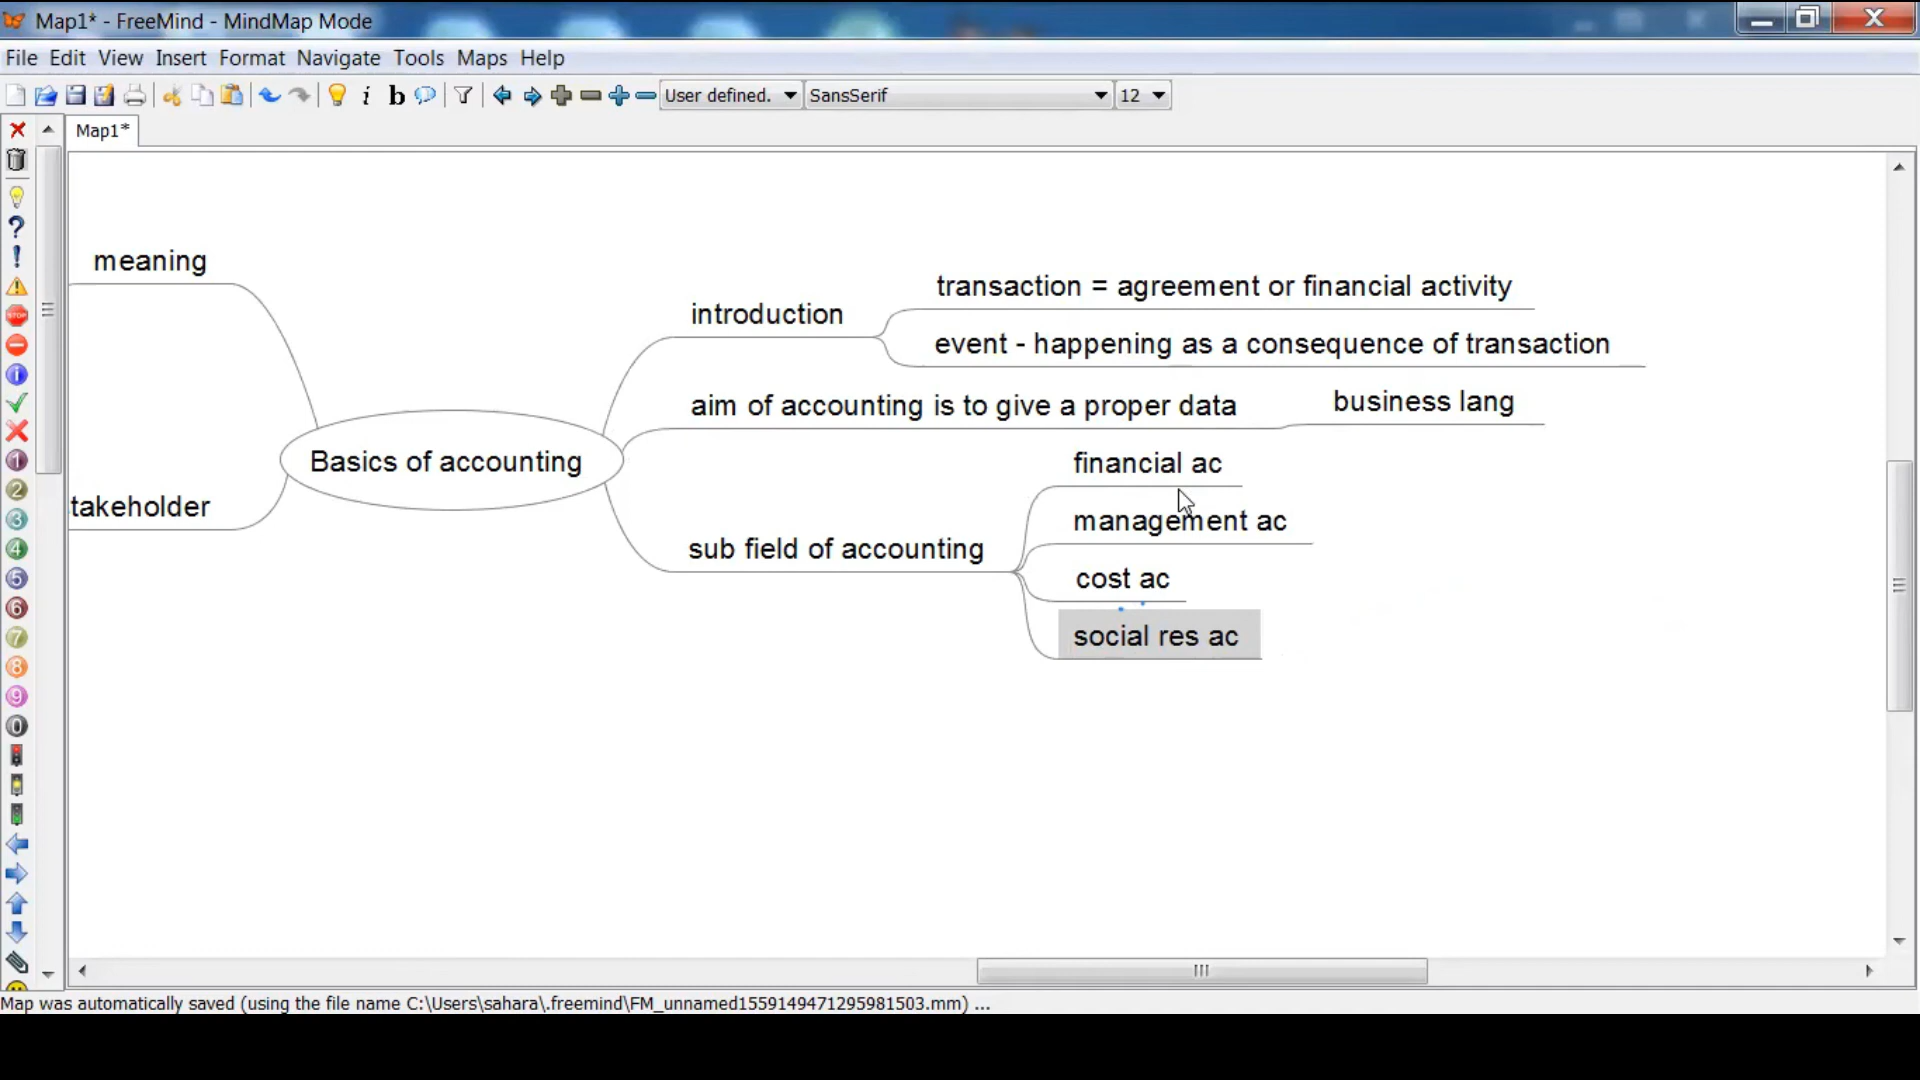 Map1* - FreeMind - MindMap Mode
File Edit View Insert Format Navigate Tools Maps Help
User defined. SansSerif 12
Map1*
meaning
takeholder
Basics of accounting
introduction
transaction = agreement or financial activity
event - happening as a consequence of transaction
aim of accounting is to give a proper data
business lang
sub field of accounting
financial ac
management ac
cost ac
social res ac
Map was automatically saved (using the file name C:\Users\sahara\.freemind\FM_unnamed1559149471295981503.mm) ...